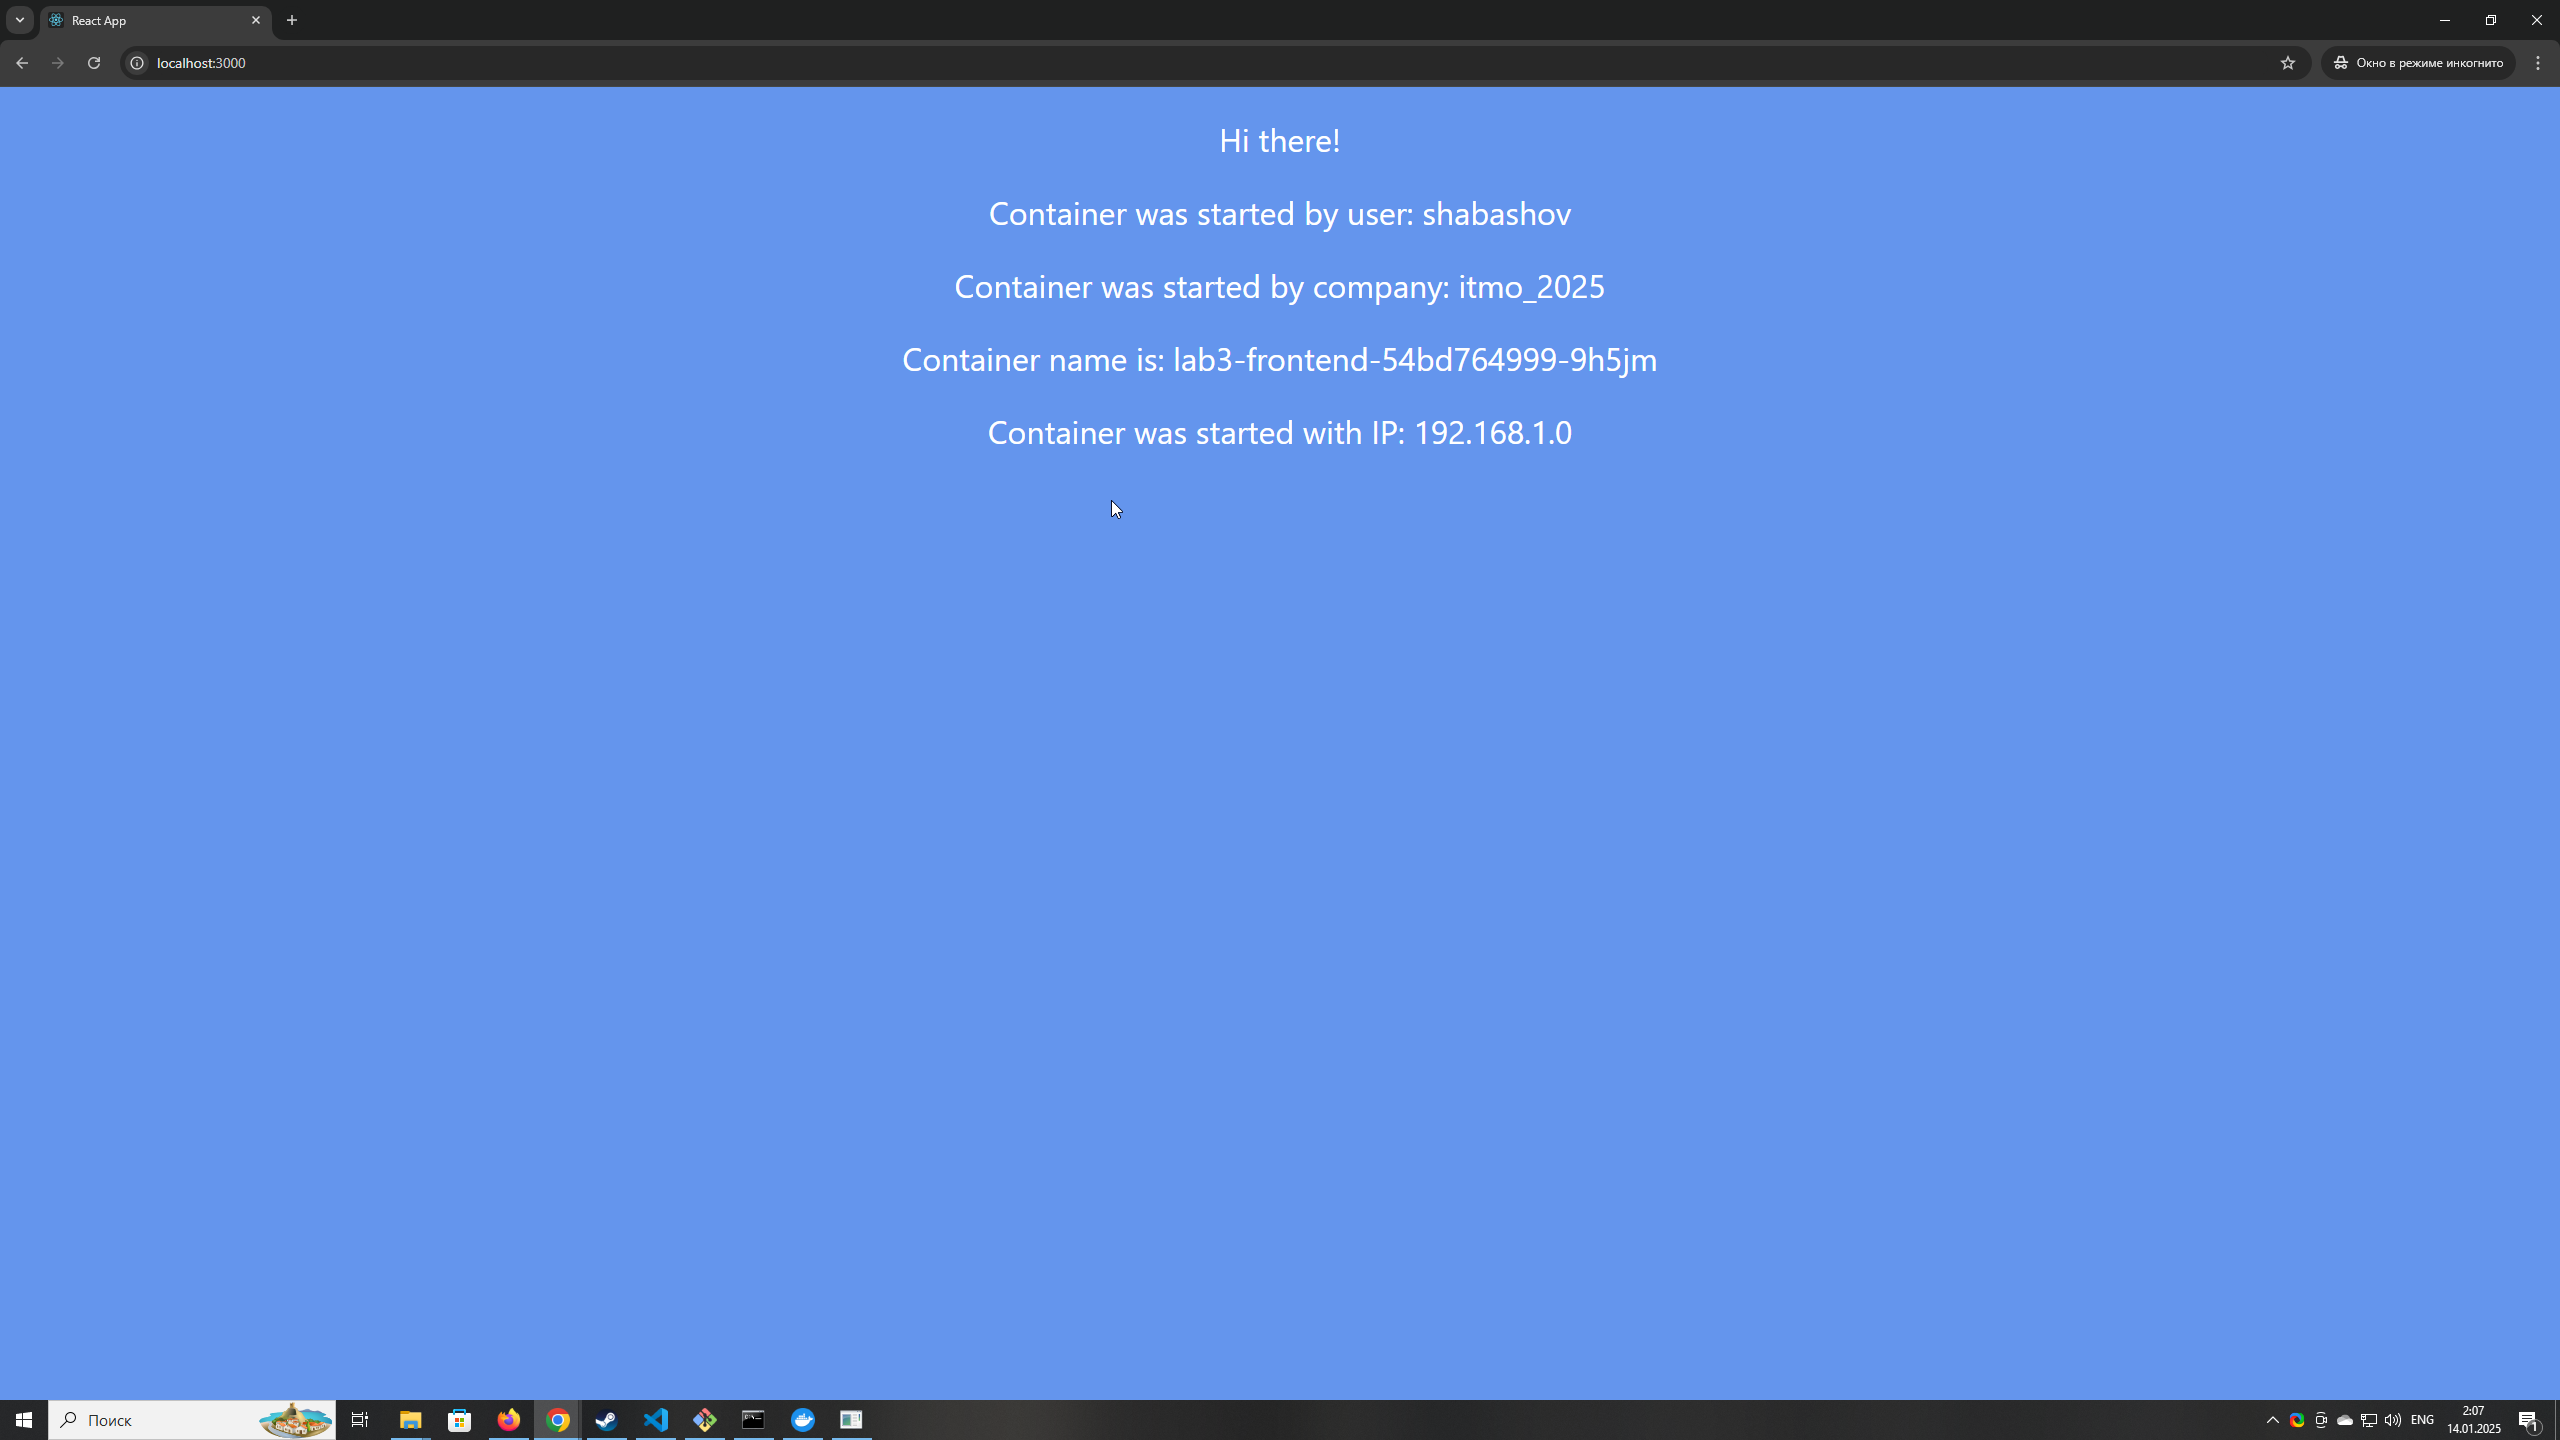 React App
localhost:3000
Окно в режиме инкогнито
Hi there!
Container was started by user: shabashov
Container was started by company: itmo_2025
Container name is: lab3-frontend-54bd764999-9h5jm
Container was started with IP: 192.168.1.0
Поиск
ENG
2:07
14.01.2025
1